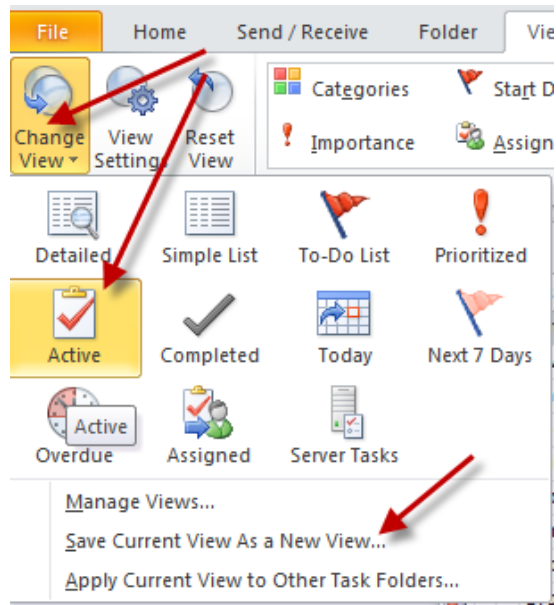 File Home Send / Receive Folder Vie
Categories Start D
Change View Reset
View Settings View
Importance Assign
Detailed Simple List To-Do List Prioritized
Active Completed Today Next 7 Days
Active
Overdue Assigned Server Tasks
Manage Views...
Save Current View As a New View...
Apply Current View to Other Task Folders...